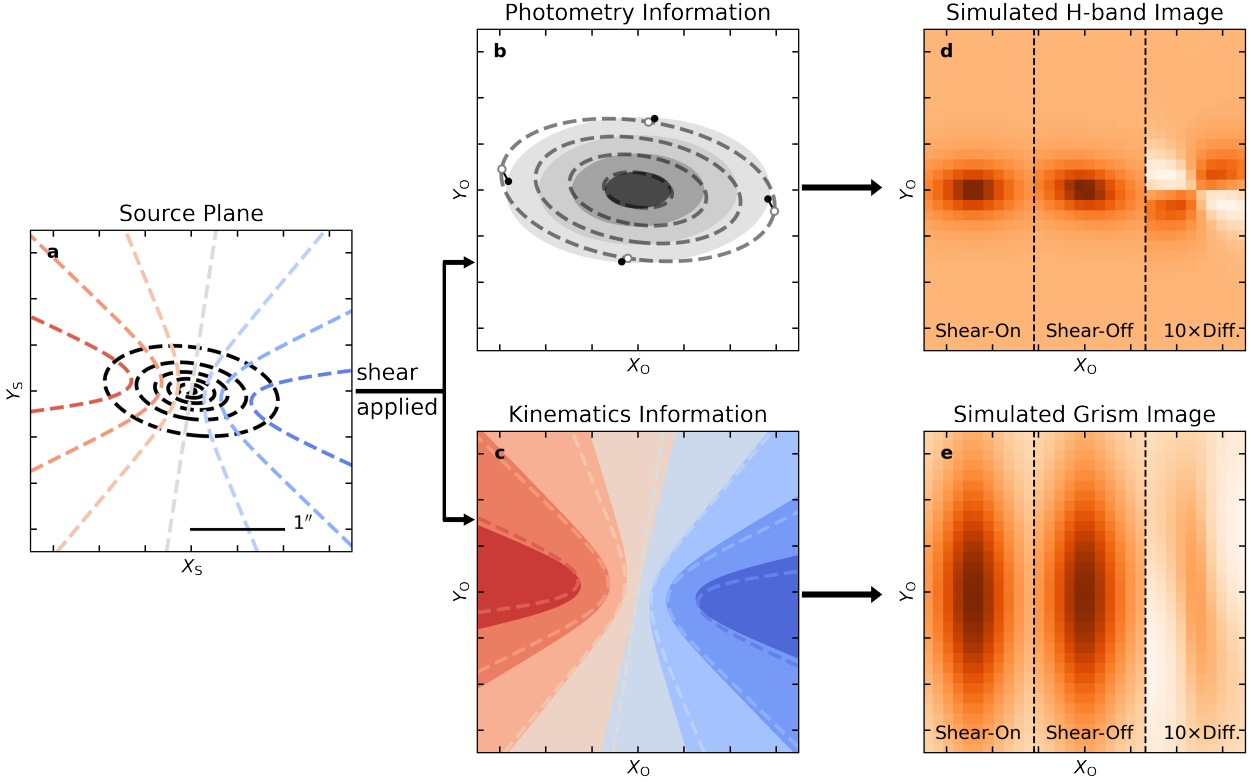 Photometry Information
Simulated H-band Image
b
d
Y_O
Y_O
Shear-On
Shear-Off
10×Diff.
X_O
X_O
Source Plane
a
Y_S
1″
X_S
shear
applied
Kinematics Information
Simulated Grism Image
c
e
Y_O
Y_O
Shear-On
Shear-Off
10×Diff.
X_O
X_O